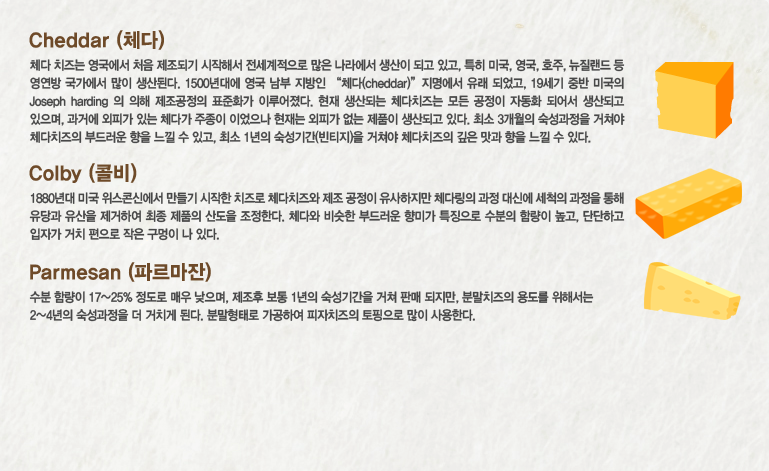 Cheddar (체다)
체다 치즈는 영국에서 처음 제조되기 시작해서 전세계적으로 많은 나라에서 생산이 되고 있고, 특히 미국, 영국, 호주, 뉴질랜드 등
영연방 국가에서 많이 생산된다. 1500년대에 영국 남부 지방인 “체다(cheddar)” 지명에서 유래 되었고, 19세기 중반 미국의
Joseph harding 의 의해 제조공정의 표준화가 이루어졌다. 현재 생산되는 체다치즈는 모든 공정이 자동화 되어서 생산되고
있으며, 과거에 외피가 있는 체다가 주종이 이었으나 현재는 외피가 없는 제품이 생산되고 있다. 최소 3개월의 숙성과정을 거쳐야
체다치즈의 부드러운 향을 느낄 수 있고, 최소 1년의 숙성기간(빈티지)을 거쳐야 체다치즈의 깊은 맛과 향을 느낄 수 있다.
Colby (콜비)
1880년대 미국 위스콘신에서 만들기 시작한 치즈로 체다치즈와 제조 공정이 유사하지만 체다링의 과정 대신에 세척의 과정을 통해
유당과 유산을 제거하여 최종 제품의 산도을 조정한다. 체다와 비슷한 부드러운 향미가 특징으로 수분의 함량이 높고, 단단하고
입자가 거치 편으로 작은 구멍이 나 있다.
Parmesan (파르마잔)
수분 함량이 17~25% 정도로 매우 낮으며, 제조후 보통 1년의 숙성기간을 거쳐 판매 되지만, 분말치즈의 용도를 위해서는
2~4년의 숙성과정을 더 거치게 된다. 분말형태로 가공하여 피자치즈의 토핑으로 많이 사용한다.